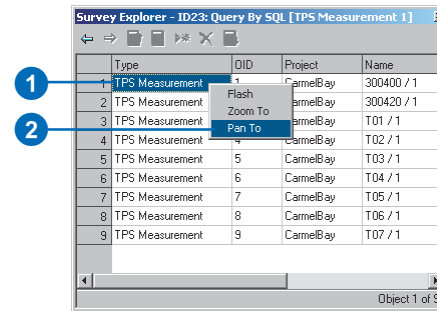 Survey Explorer - ID23: Query By SQL [TPS Measurement 1]
Type OID Project Name
1 TPS Measurement 1 CarmelBay 300400 / 1
2 TPS Measurement CarmelBay 300420 / 1
3 TPS Measurement CarmelBay T01 / 1
4 TPS Measurement 4 CarmelBay T02 / 1
5 TPS Measurement 5 CarmelBay T03 / 1
6 TPS Measurement 6 CarmelBay T04 / 1
7 TPS Measurement 7 CarmelBay T05 / 1
8 TPS Measurement 8 CarmelBay T06 / 1
9 TPS Measurement 9 CarmelBay T07 / 1
Flash
Zoom To
Pan To
1
2
Object 1 of 9